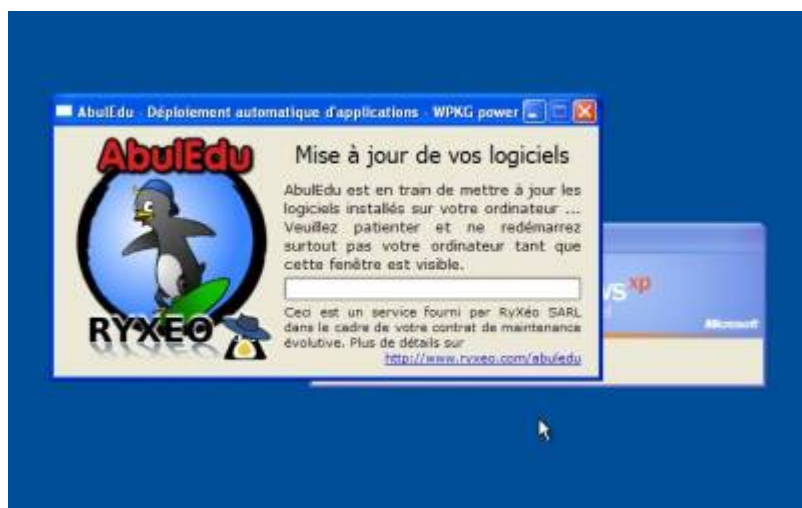 AbulEdu - Déploiement automatique d'applications - WPKG power
AbulEdu
Mise à jour de vos logiciels
AbulEdu est en train de mettre à jour les
logiciels installés sur votre ordinateur ...
Veuillez patienter et ne redémarrez
surtout pas votre ordinateur tant que
cette fenêtre est visible.
Ceci est un service fourni par RyXéo SARL
dans le cadre de votre contrat de maintenance
évolutive. Plus de détails sur
http://www.ryxeo.com/abuledu
RYXEO
xp
Microsoft